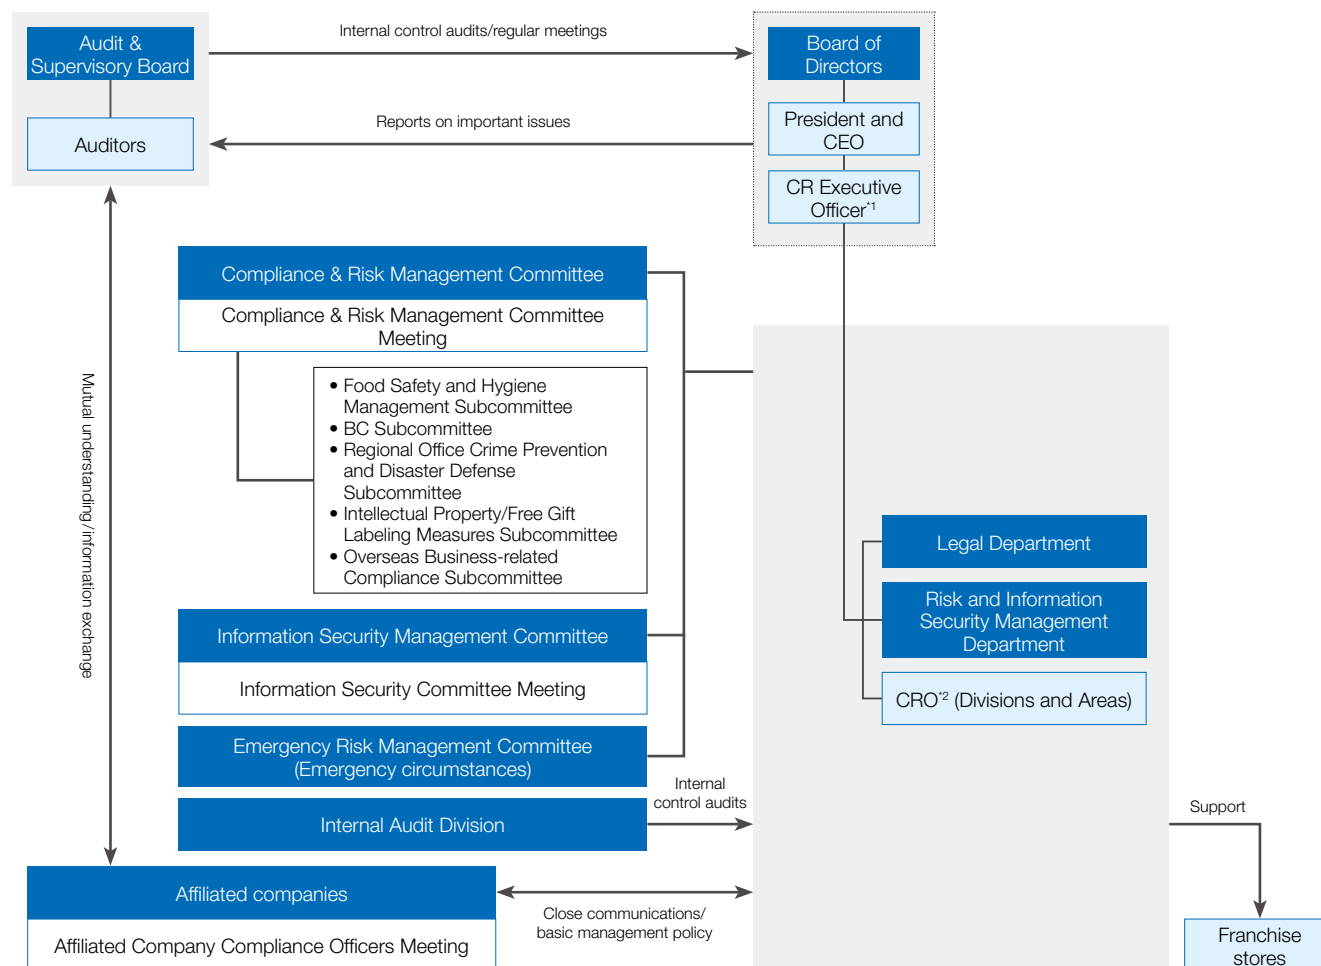 Audit &
Supervisory Board
Auditors
Internal control audits/regular meetings
Reports on important issues
Board of
Directors
President and
CEO
CR Executive
Officer*1
Mutual understanding/information exchange
Compliance & Risk Management Committee
Compliance & Risk Management Committee
Meeting
• Food Safety and Hygiene
Management Subcommittee
• BC Subcommittee
• Regional Office Crime Prevention
and Disaster Defense
Subcommittee
• Intellectual Property/Free Gift
Labeling Measures Subcommittee
• Overseas Business-related
Compliance Subcommittee
Information Security Management Committee
Information Security Committee Meeting
Emergency Risk Management Committee
(Emergency circumstances)
Internal Audit Division
Internal
control audits
Legal Department
Risk and Information
Security Management
Department
CRO*2 (Divisions and Areas)
Support
Affiliated companies
Affiliated Company Compliance Officers Meeting
Close communications/
basic management policy
Franchise
stores